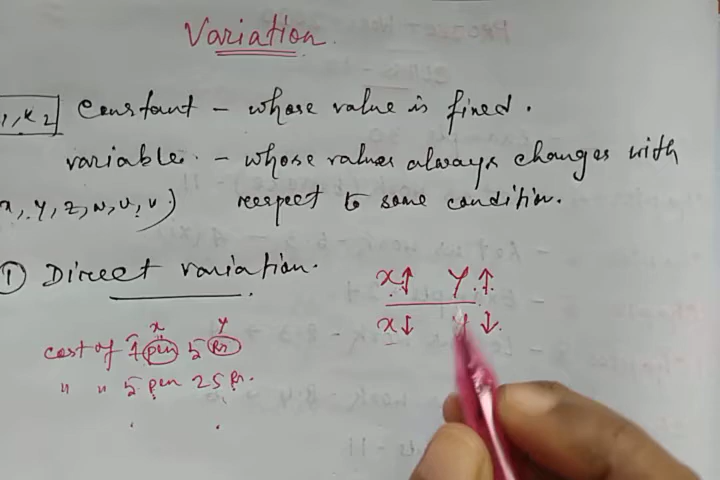 Variation.
1, k2] Constant - whose value is fixed.
variable. - whose values always changes with
x, y, z, w, u, v) respect to some condition.
① Direct variation.
x↑ y↑
x↓ y↓
x y
cost of 1 pen 5 Rs
" " 5 pen 25 Rs.